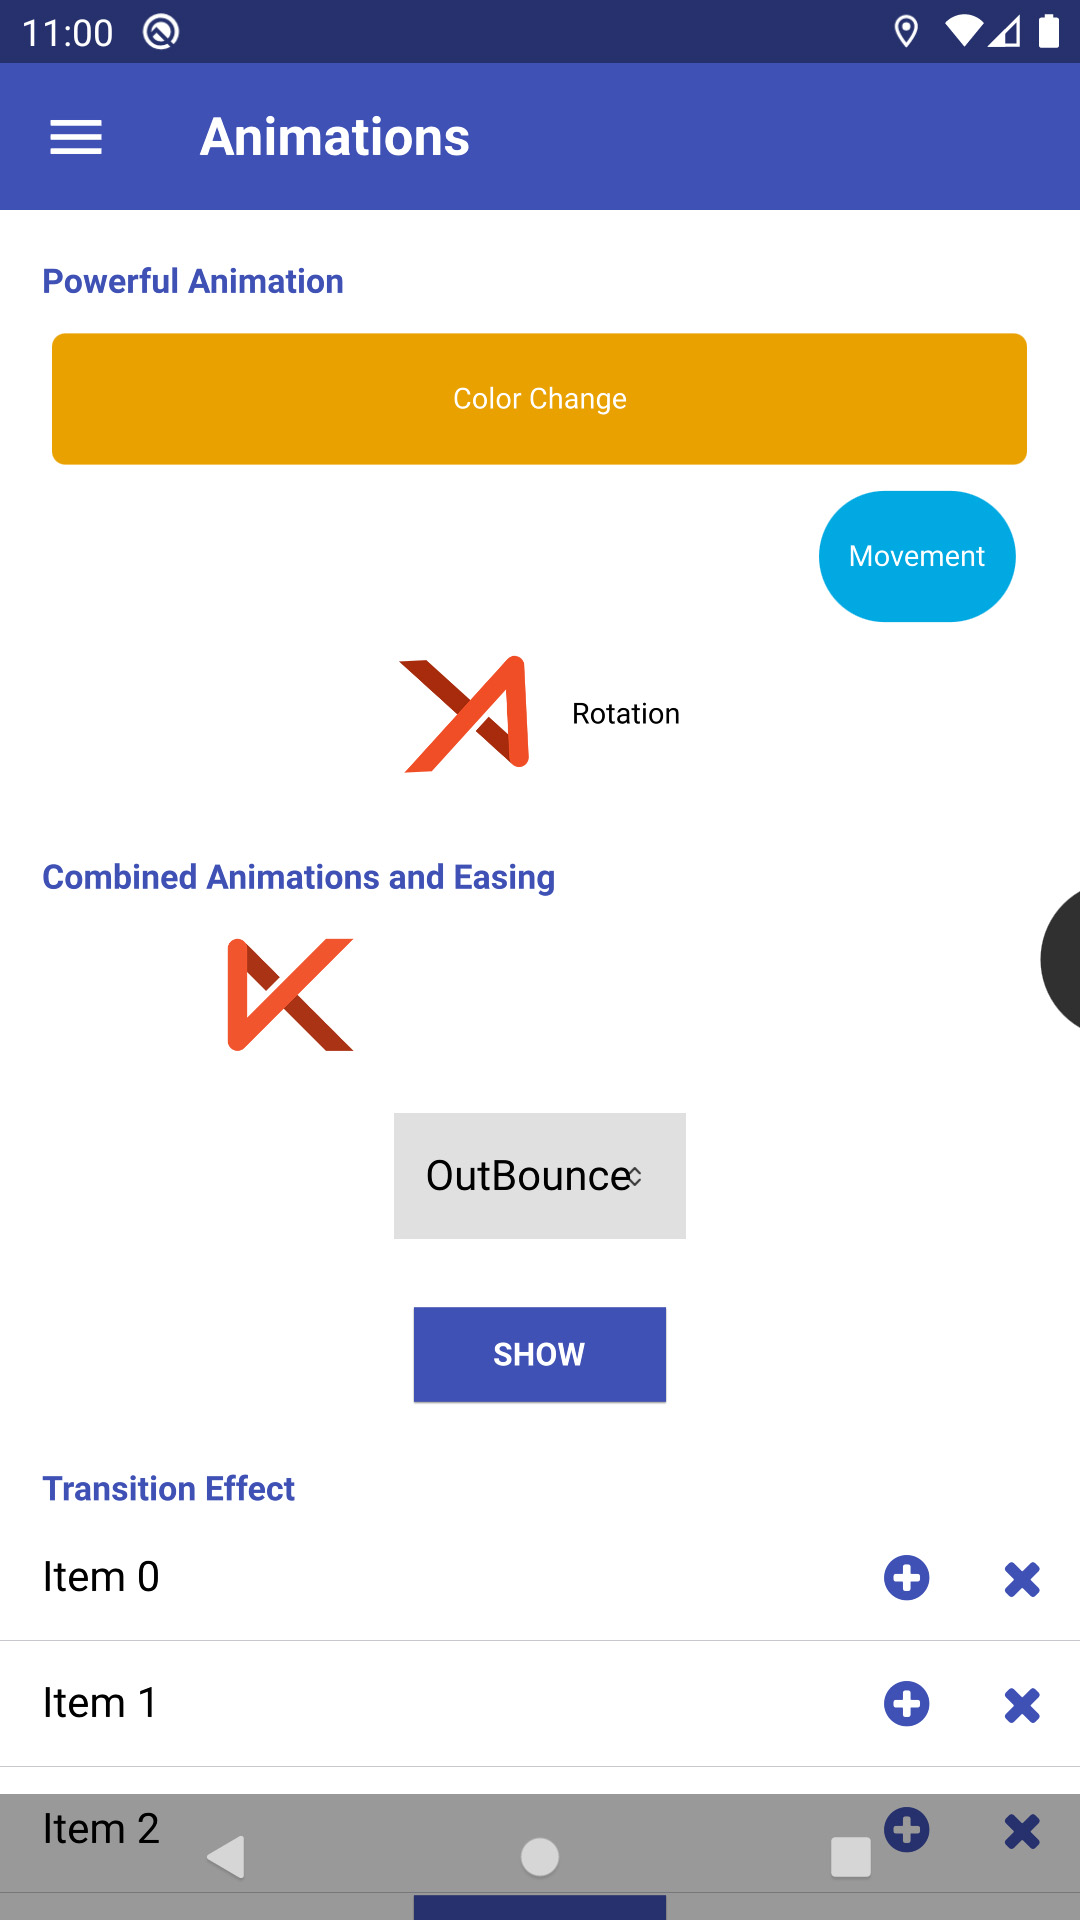 11:00
Animations
Powerful Animation
Color Change
Movement
Rotation
Combined Animations and Easing
OutBounce
SHOW
Transition Effect
Item 0
Item 1
Item 2